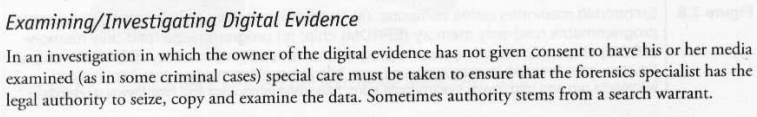 Examining/Investigating Digital Evidence
In an investigation in which the owner of the digital evidence has not given consent to have his or her media
examined (as in some criminal cases) special care must be taken to ensure that the forensics specialist has the
legal authority to seize, copy and examine the data. Sometimes authority stems from a search warrant.